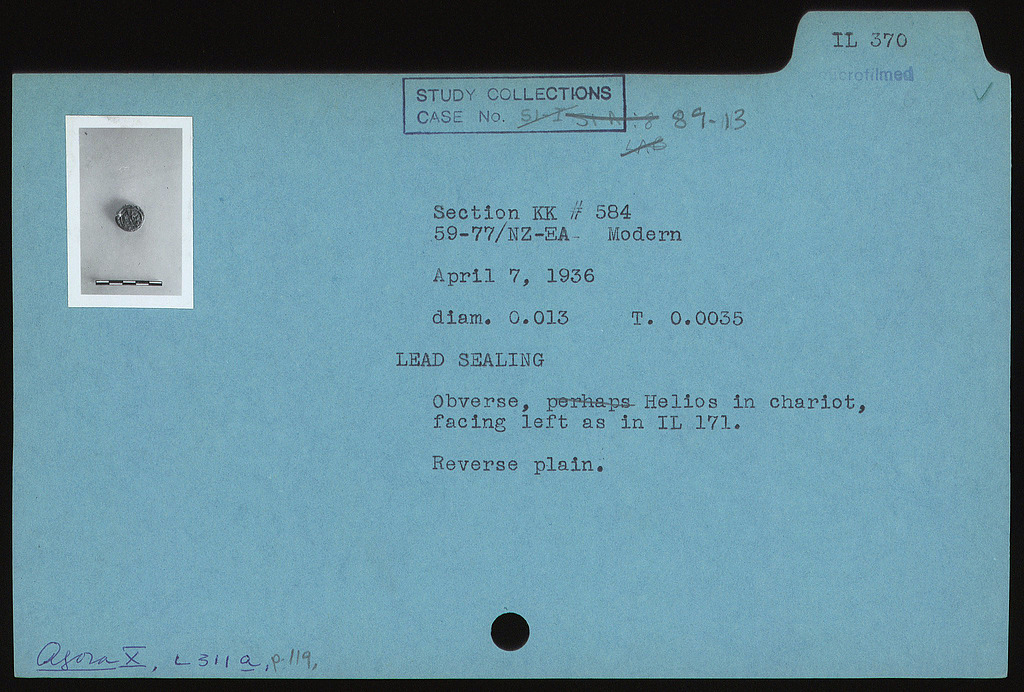 IL 370
microfilmed
STUDY COLLECTIONS
CASE No. 89-13
LAB
Section KK # 584
59-77/NZ-EA- Modern
April 7, 1936
diam. 0.013 T. 0.0035
LEAD SEALING
Obverse, perhaps Helios in chariot,
facing left as in IL 171.
Reverse plain.
Agora X, L 311 a, p. 119,